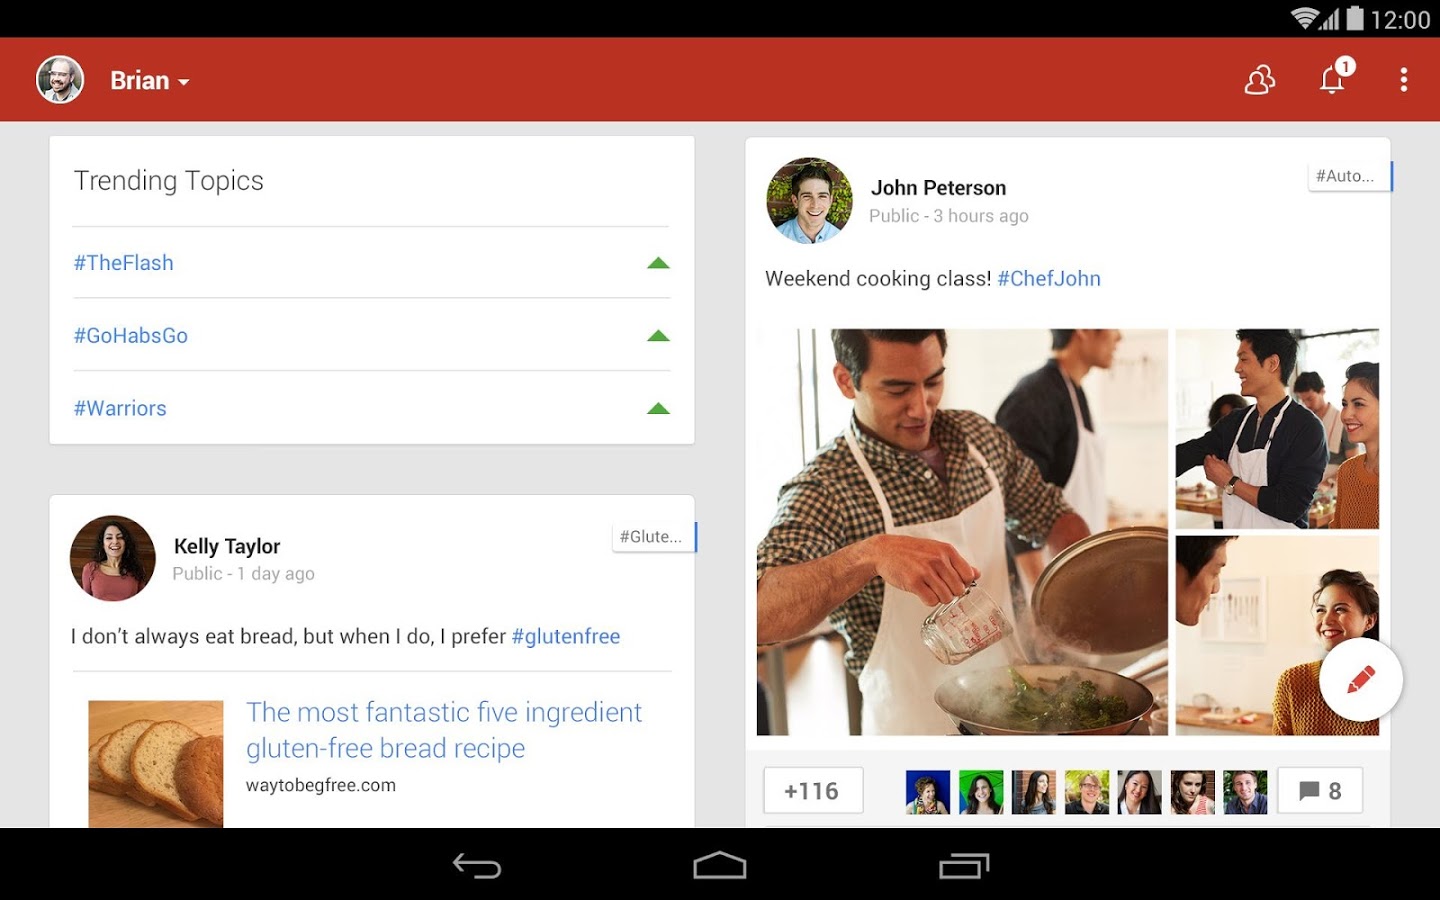 12:00
Brian
1
Trending Topics
#TheFlash
#GoHabsGo
#Warriors
Kelly Taylor
#Glute...
Public - 1 day ago
I don't always eat bread, but when I do, I prefer #glutenfree
The most fantastic five ingredient
gluten-free bread recipe
waytobegfree.com
John Peterson
#Auto...
Public - 3 hours ago
Weekend cooking class! #ChefJohn
+116
8